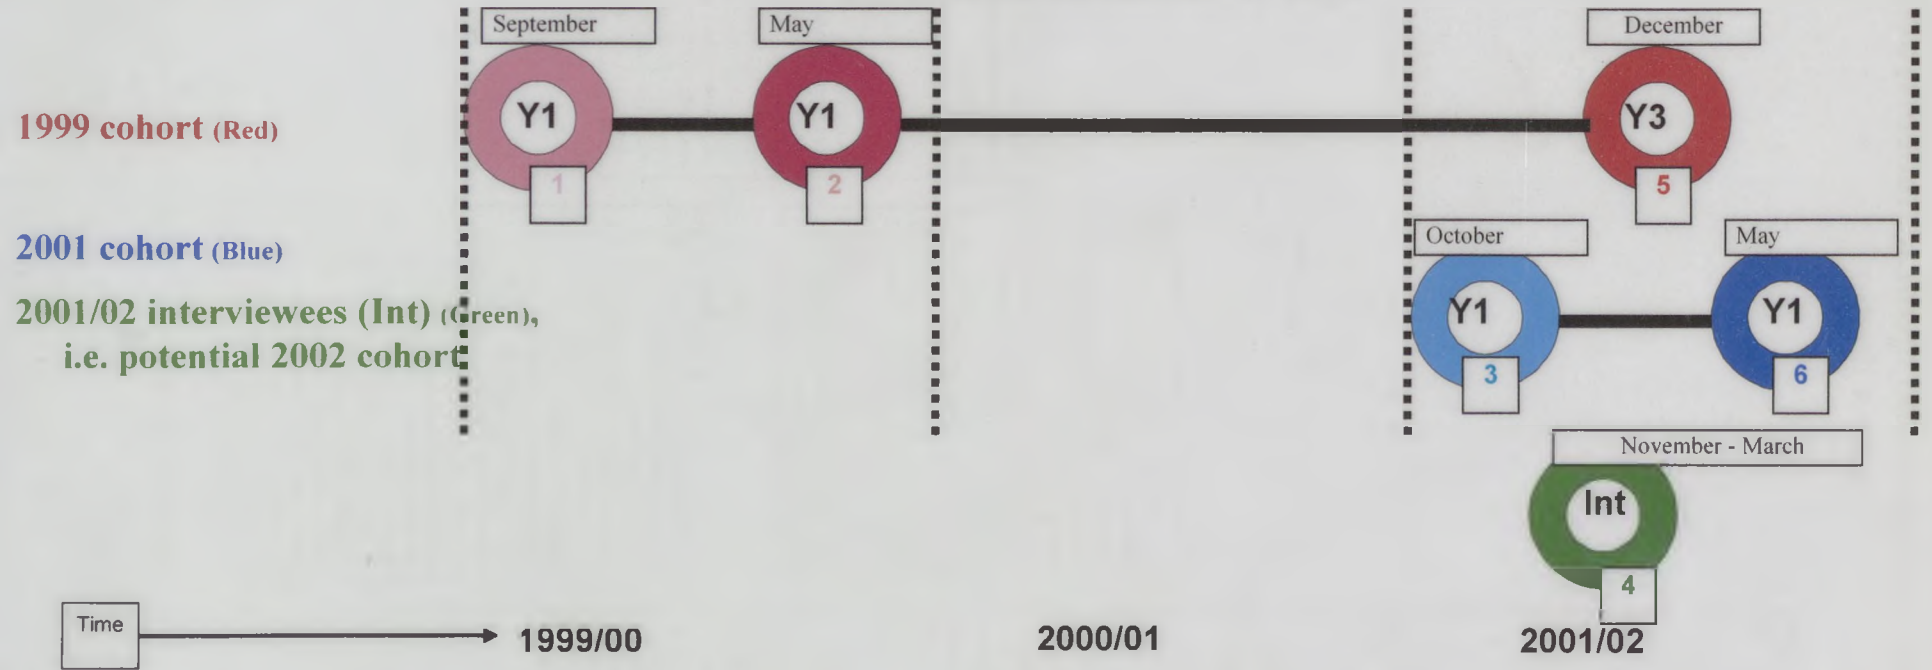 September
May
December
Y1
Y1
Y3
1999 cohort (Red)
1
2
5
October
May
2001 cohort (Blue)
Y1
Y1
2001/02 interviewees (Int) (Green),
i.e. potential 2002 cohort
3
6
November - March
Int
4
Time
1999/00
2000/01
2001/02